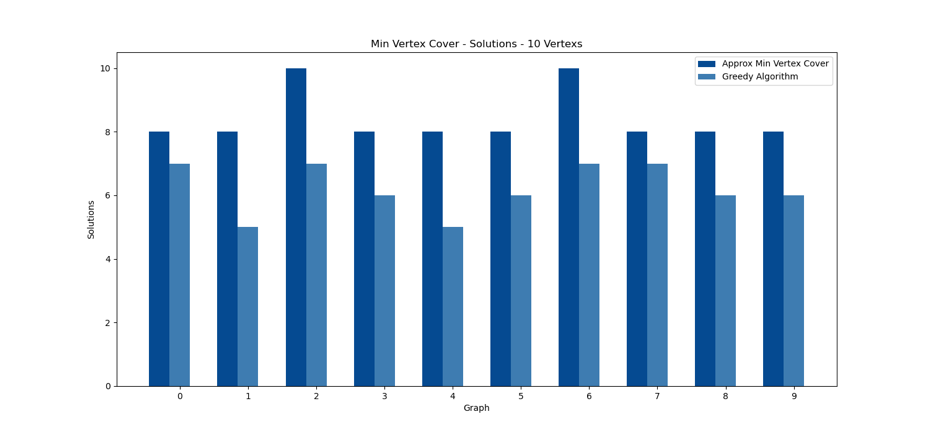 Min Vertex Cover - Solutions - 10 Vertexs
Approx Min Vertex Cover
Greedy Algorithm
10
8
6
4
2
0
Solutions
0 1 2 3 4 5 6 7 8 9
Graph